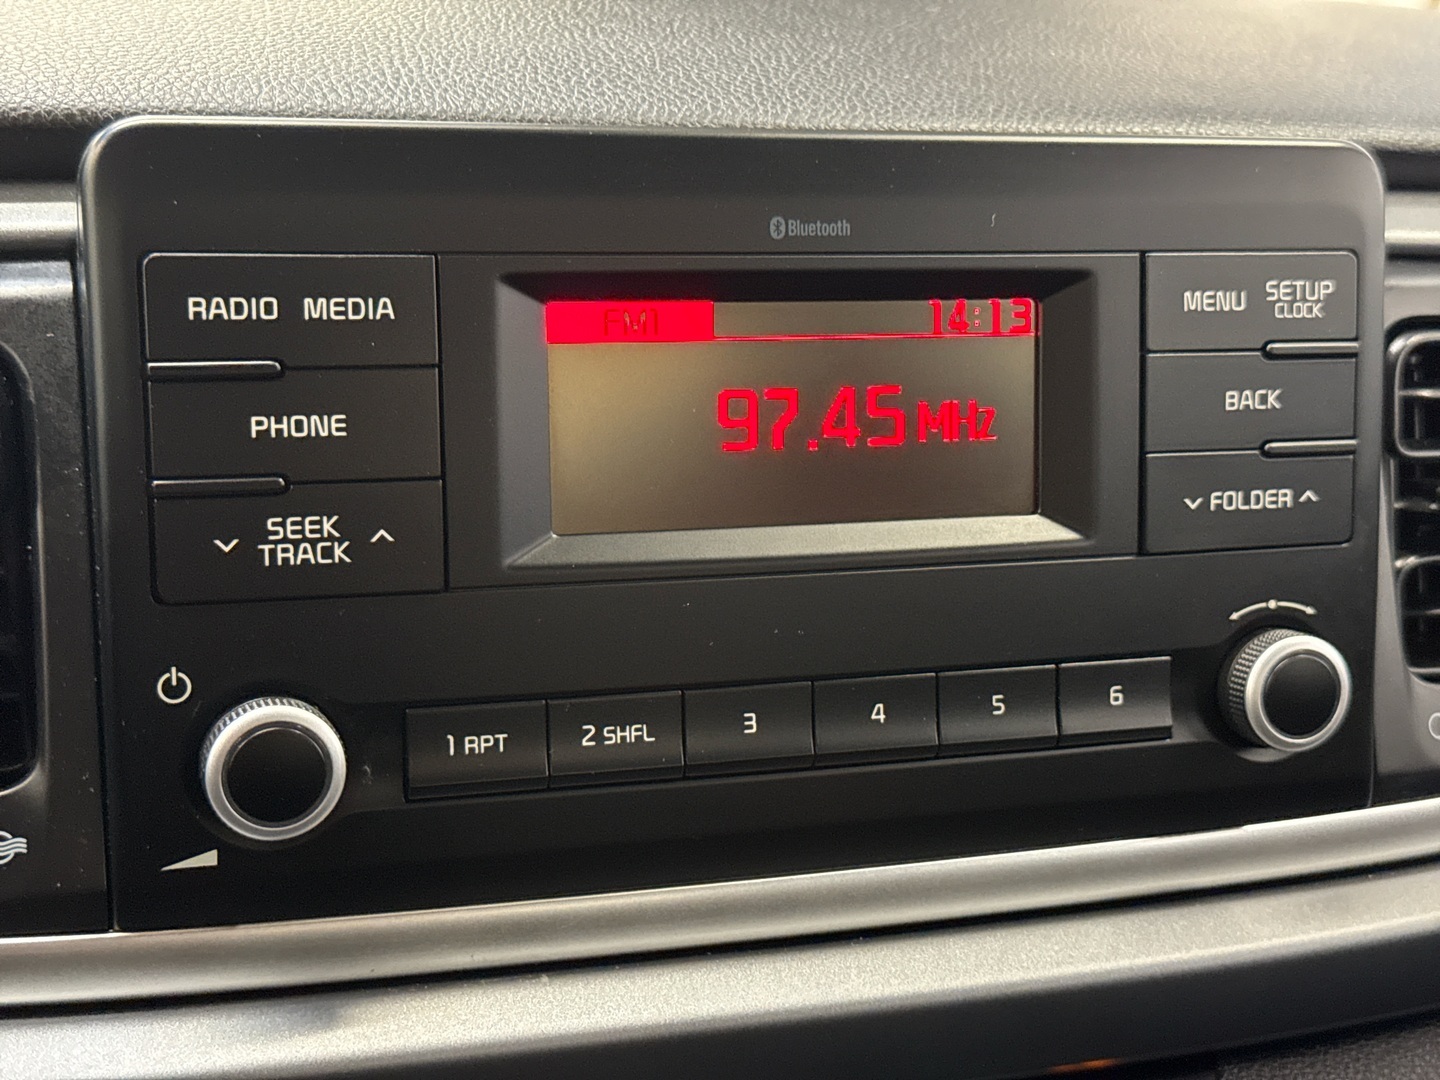 Bluetooth
RADIO MEDIA
FM1
14:13
MENU
SETUP
CLOCK
PHONE
97.45 MHz
BACK
SEEK
TRACK
FOLDER
1 RPT
2 SHFL
3
4
5
6